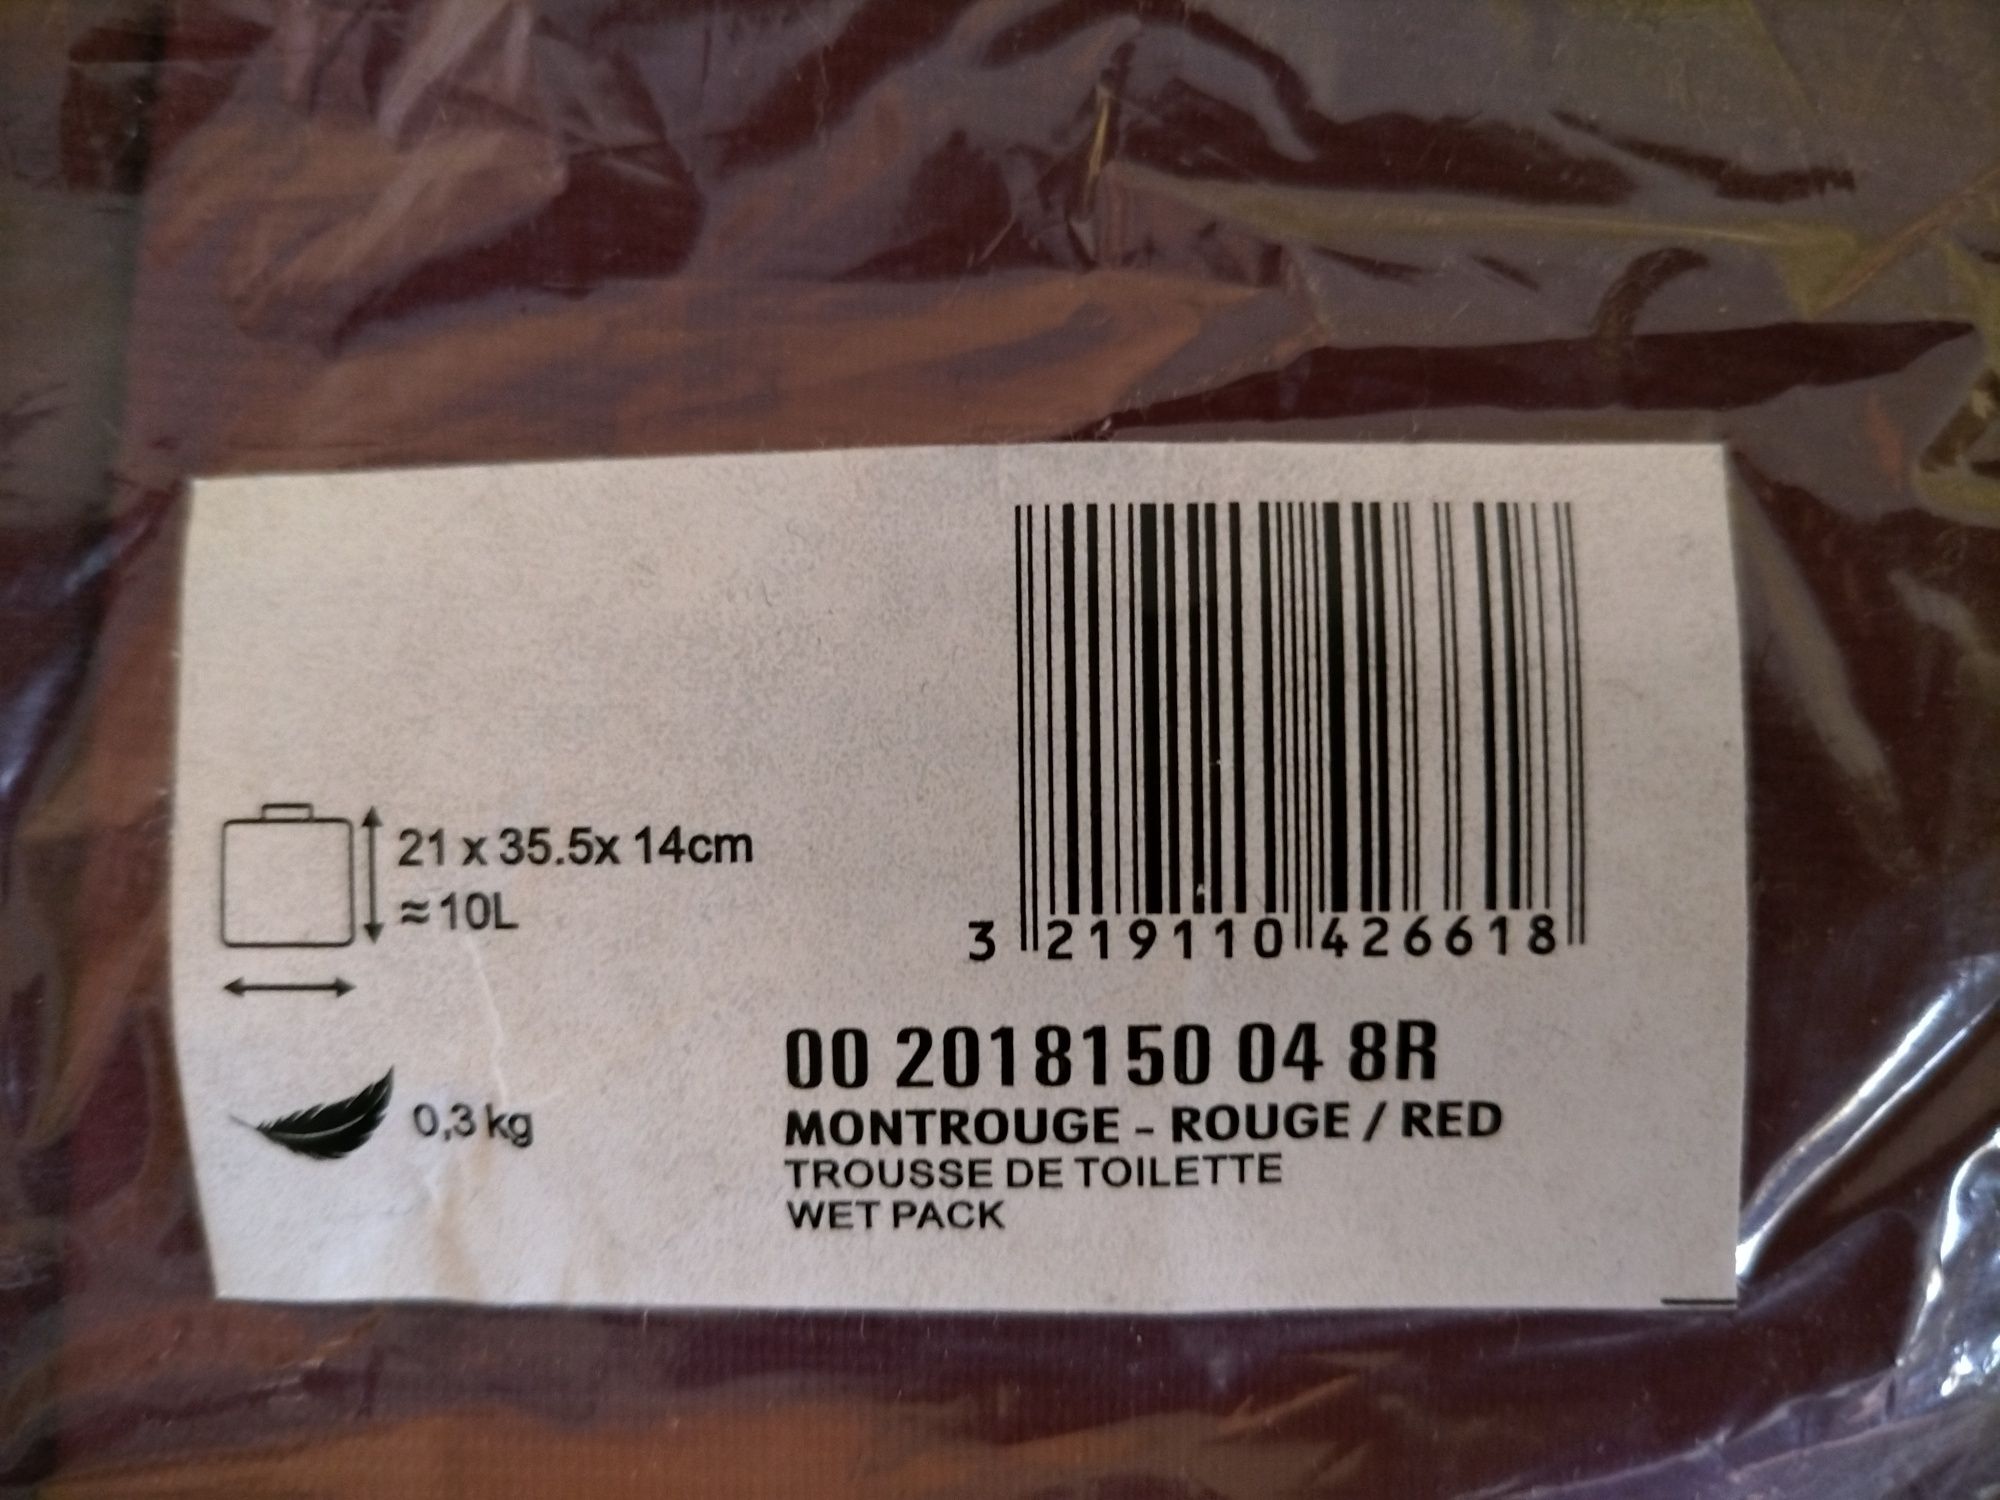 21 x 35.5x 14cm
≈10L
0,3 kg
3 219110 426618
00 2018150 04 8R
MONTROUGE - ROUGE / RED
TROUSSE DE TOILETTE
WET PACK